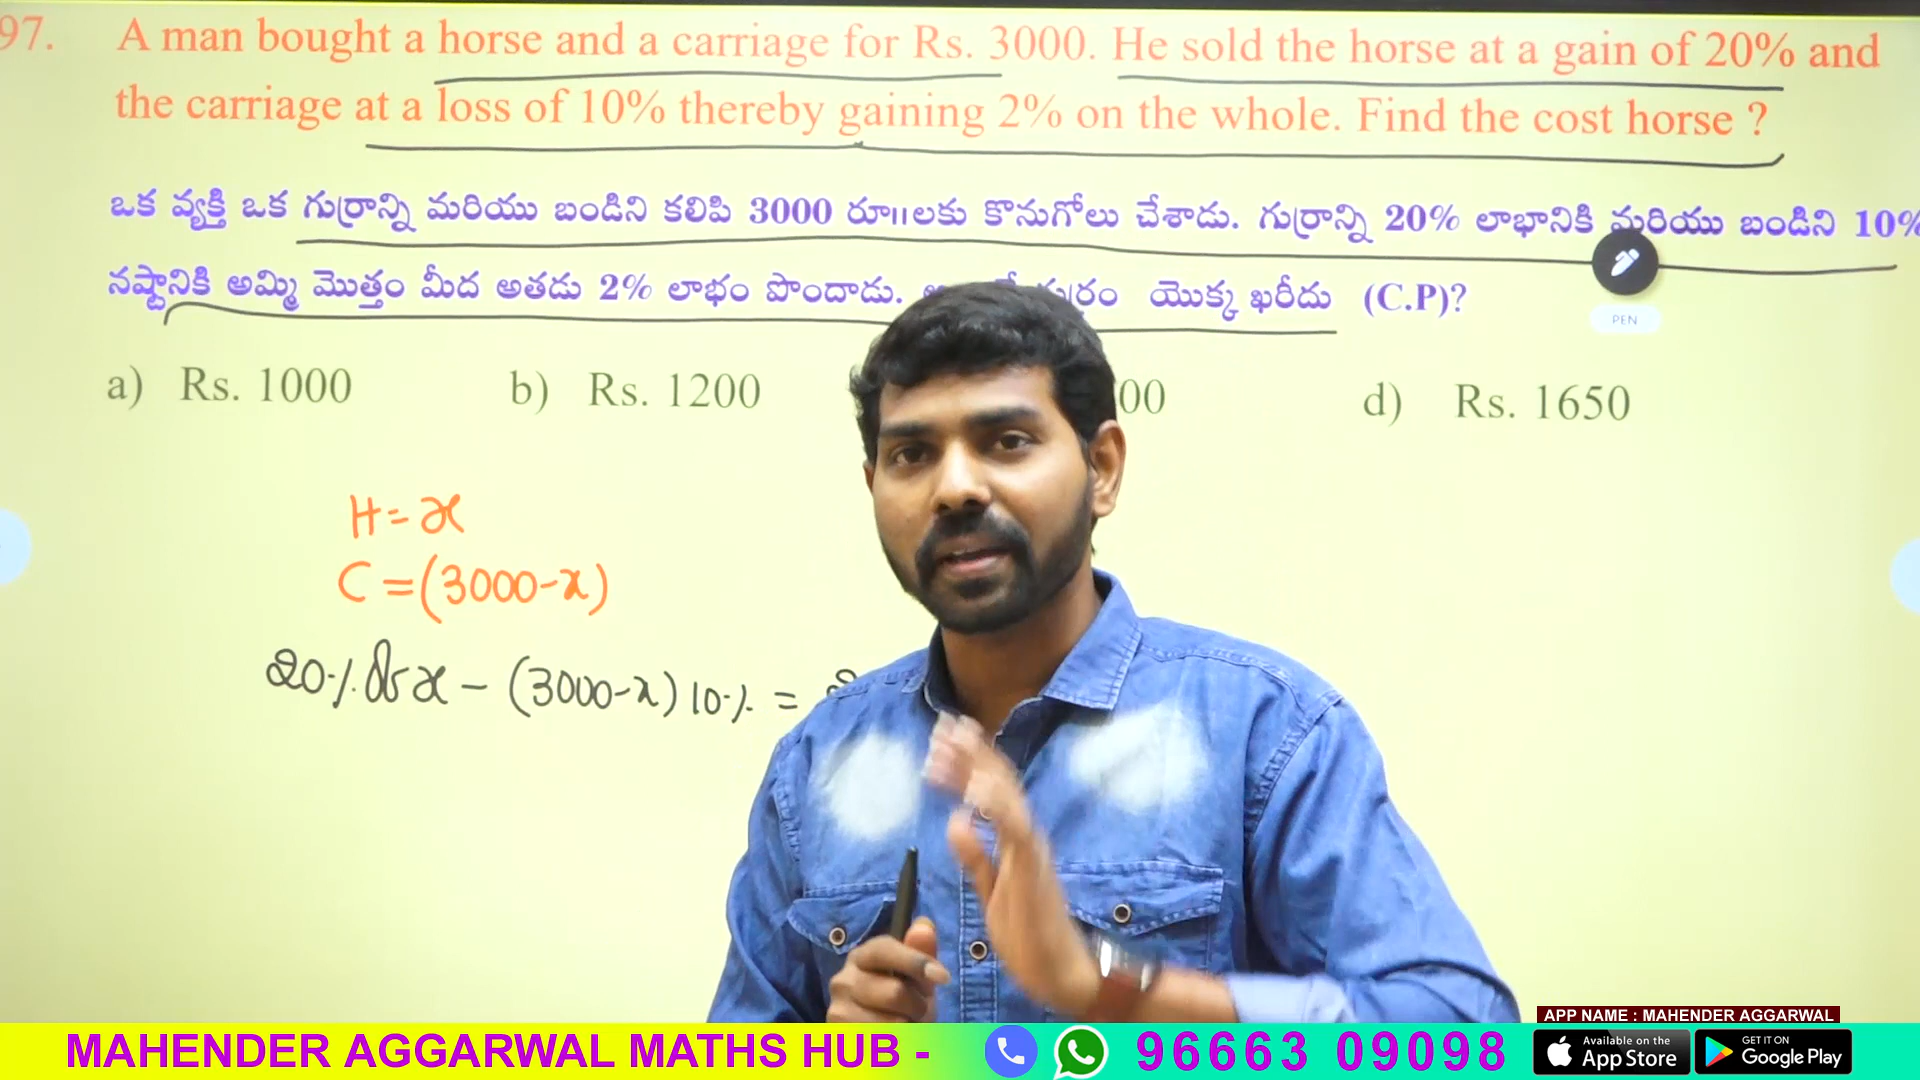 97. A man bought a horse and a carriage for Rs. 3000. He sold the horse at a gain of 20% and
the carriage at a loss of 10% thereby gaining 2% on the whole. Find the cost horse ?
ఒక వ్యక్తి ఒక గుర్రాన్ని మరియు బండిని కలిపి 3000 రూ॥లకు కొనుగోలు చేశాడు. గుర్రాన్ని 20% లాభానికి మరియు బండిని 10%
నష్టానికి అమ్మి మొత్తం మీద అతడు 2% లాభం పొందాడు. యొక్క ఖరీదు (C.P)?
PEN
a) Rs. 1000 b) Rs. 1200 00 d) Rs. 1650
H = x
C = (3000-x)
20% of x - (3000-x) 10% =
APP NAME : MAHENDER AGGARWAL
MAHENDER AGGARWAL MATHS HUB - 96663 09098
Available on the App Store
GET IT ON Google Play